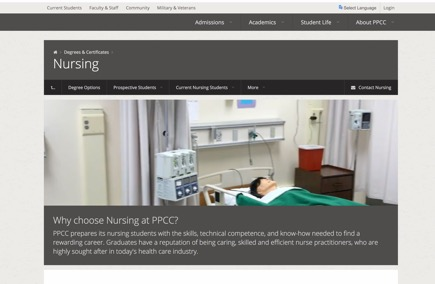 Current Students Faculty & Staff Community Military & Veterans Select Language Login
Admissions Academics Student Life About PPCC
Degrees & Certificates
Nursing
Degree Options Prospective Students Current Nursing Students More Contact Nursing
Why choose Nursing at PPCC?
PPCC prepares its nursing students with the skills, technical competence, and know-how needed to find a
rewarding career. Graduates have a reputation of being caring, skilled and efficient nurse practitioners, who are
highly sought after in today's health care industry.